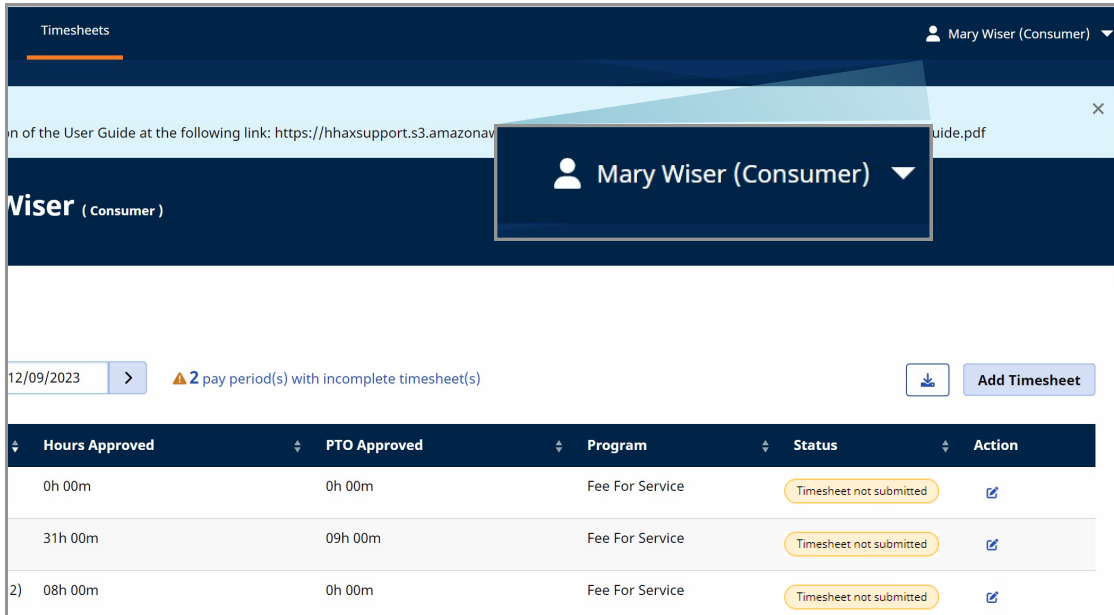 Timesheets
Mary Wiser (Consumer)
of the User Guide at the following link: https://hhaxsupport.s3.amazonaw
uide.pdf
Mary Wiser (Consumer)
Wiser ( Consumer )
12/09/2023
2 pay period(s) with incomplete timesheet(s)
Add Timesheet
Hours Approved PTO Approved Program Status Action
0h 00m 0h 00m Fee For Service Timesheet not submitted
31h 00m 09h 00m Fee For Service Timesheet not submitted
2) 08h 00m 0h 00m Fee For Service Timesheet not submitted